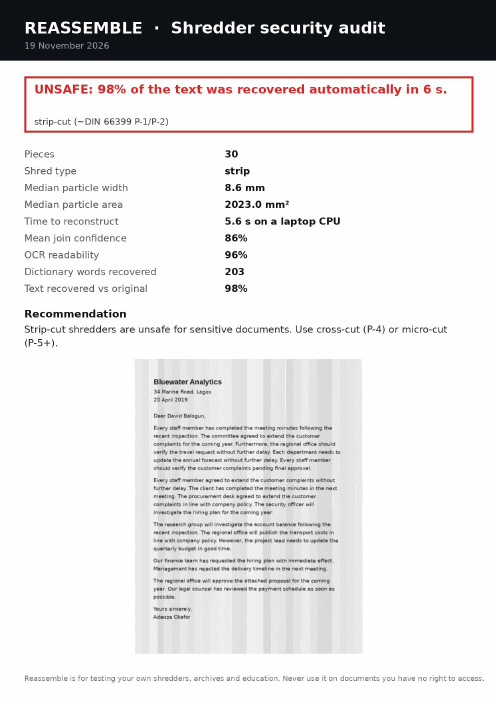 REASSEMBLE · Shredder security audit
19 November 2026
UNSAFE: 98% of the text was recovered automatically in 6 s.
strip-cut (~DIN 66399 P-1/P-2)
Pieces 30
Shred type strip
Median particle width 8.6 mm
Median particle area 2023.0 mm²
Time to reconstruct 5.6 s on a laptop CPU
Mean join confidence 86%
OCR readability 96%
Dictionary words recovered 203
Text recovered vs original 98%
Recommendation
Strip-cut shredders are unsafe for sensitive documents. Use cross-cut (P-4) or micro-cut
(P-5+).
Bluewater Analytics
34 Marina Road, Lagos
20 April 2019
Dear David Balogun,
Every staff member has completed the meeting minutes following the
recent inspection. The committee agreed to extend the customer
complaints for the coming year. Furthermore, the regional office should
verify the travel request without further delay. Each department needs to
update the annual forecast without further delay. Every staff member
should verify the customer complaints pending final approval.
Every staff member agreed to extend the customer complaints without
further delay. The client has completed the meeting minutes in the next
meeting. The procurement desk agreed to extend the customer
complaints in line with company policy. The security officer will
investigate the hiring plan for the coming year.
The research group will investigate the account balance following the
recent inspection. The regional office will publish the transport costs in
line with company policy. However, the project lead needs to update the
quarterly budget in good time.
Our finance team has requested the hiring plan with immediate effect.
Management has rejected the delivery timeline in the next meeting.
The regional office will approve the attached proposal for the coming
year. Our legal counsel has reviewed the payment schedule as soon as
possible.
Yours sincerely,
Adaeze Okafor
Reassemble is for testing your own shredders, archives and education. Never use it on documents you have no right to access.